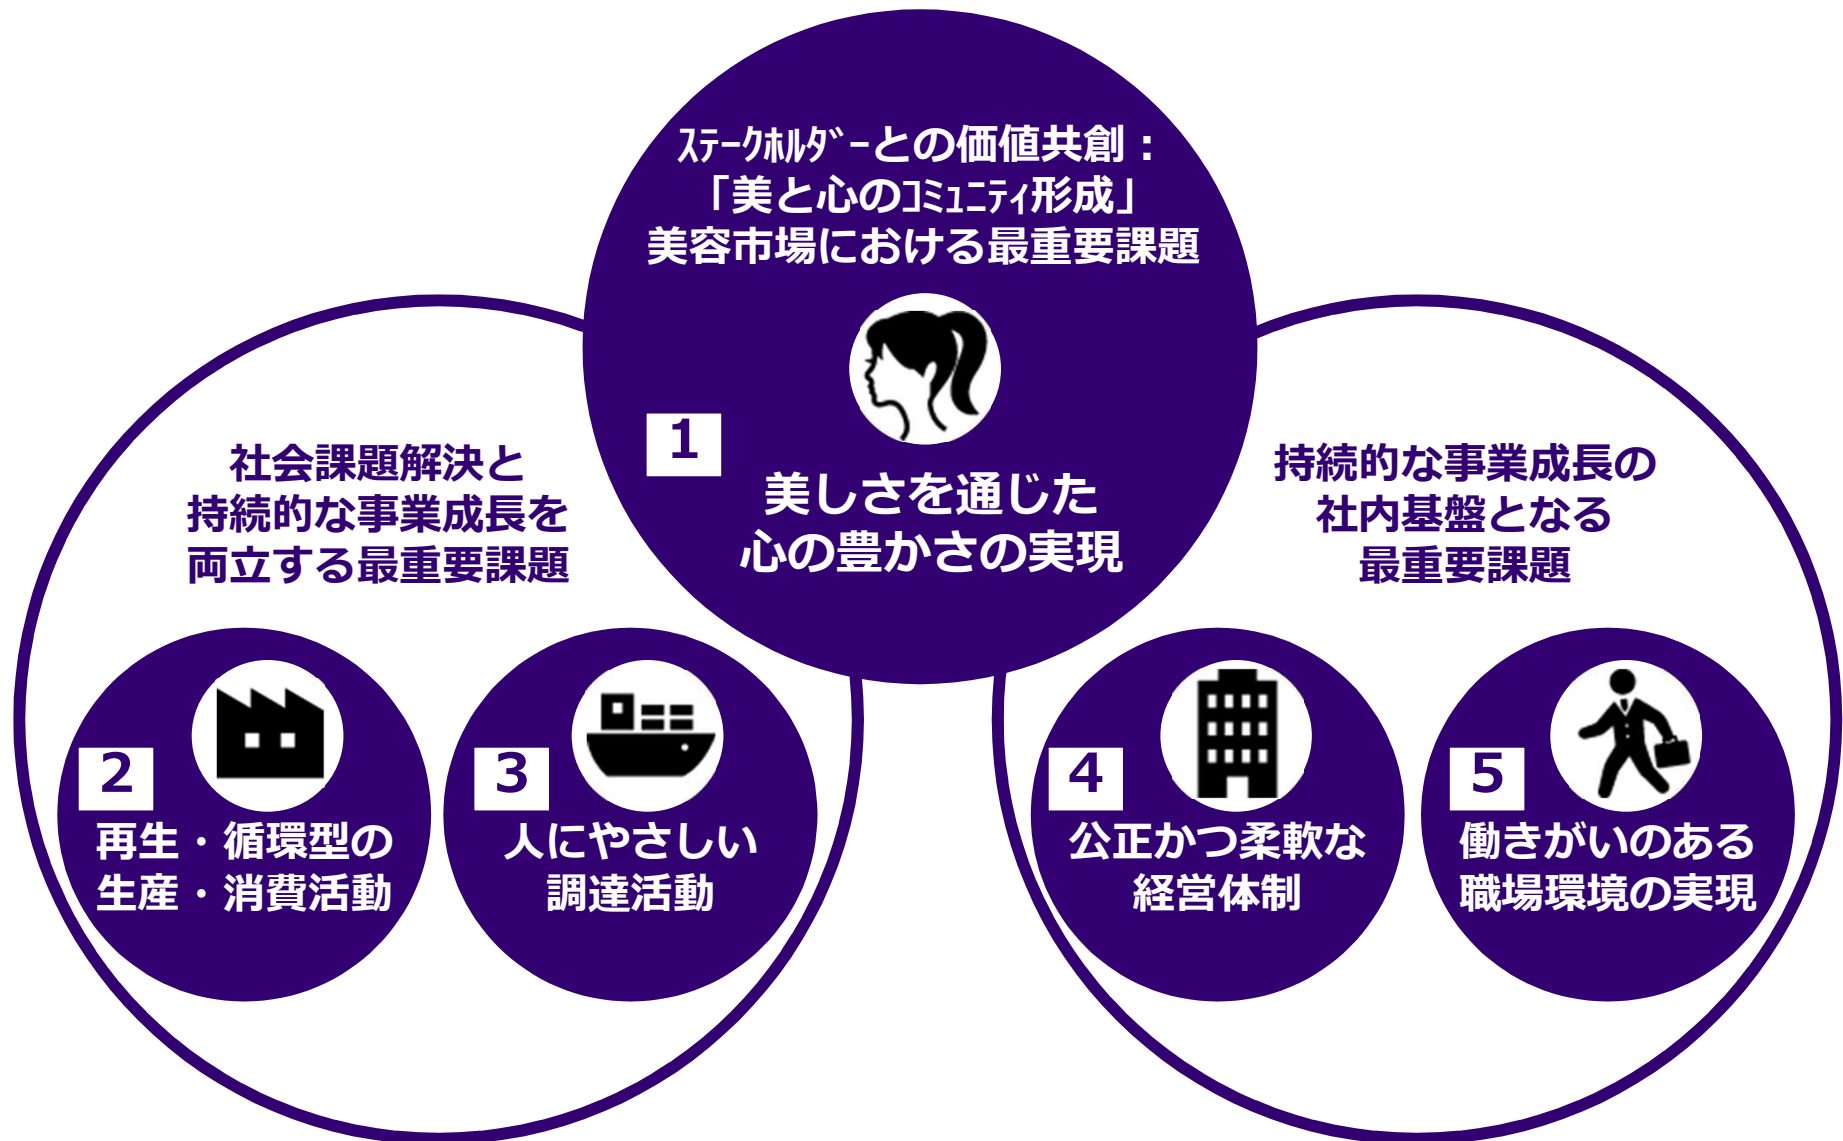 ｽﾃｰｸﾎﾙﾀﾞｰとの価値共創：
「美と心のｺﾐｭﾆﾃｨ形成」
美容市場における最重要課題
1
美しさを通じた
心の豊かさの実現
社会課題解決と
持続的な事業成長を
両立する最重要課題
2
再生・循環型の
生産・消費活動
3
人にやさしい
調達活動
持続的な事業成長の
社内基盤となる
最重要課題
4
公正かつ柔軟な
経営体制
5
働きがいのある
職場環境の実現